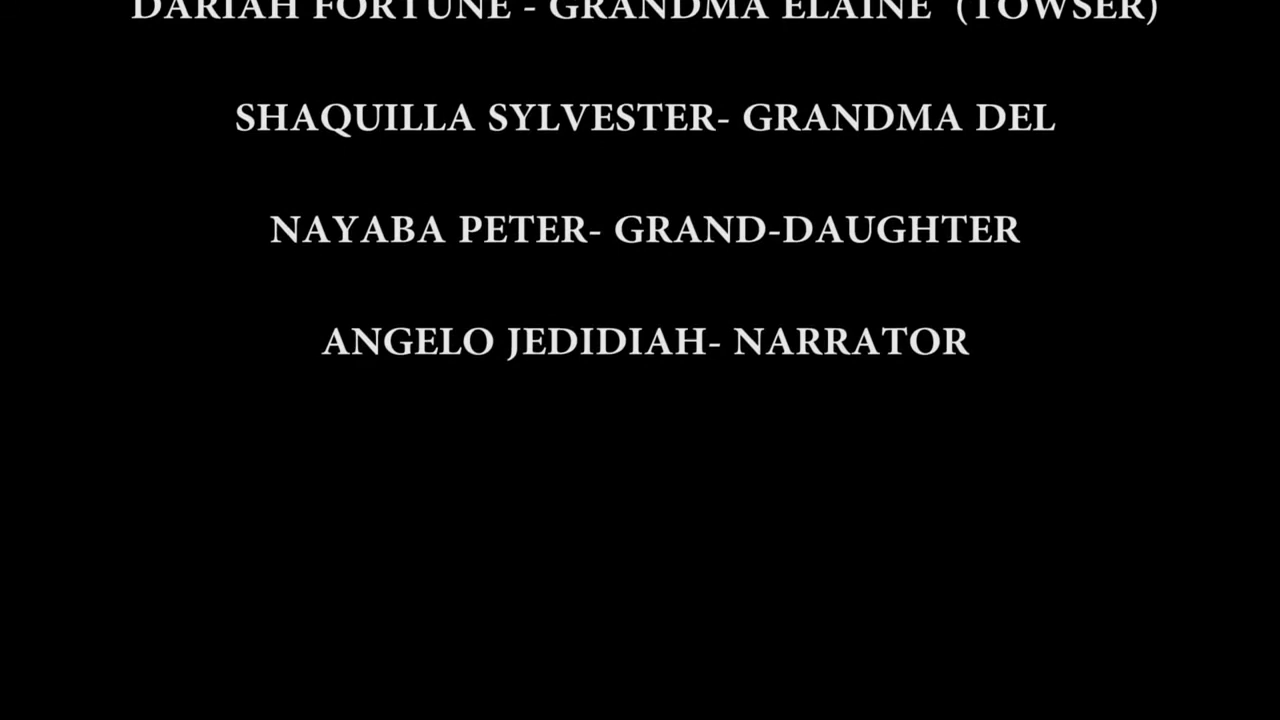 DARIAH FORTUNE - GRANDMA ELAINE (TOWSER)
SHAQUILLA SYLVESTER- GRANDMA DEL
NAYABA PETER- GRAND-DAUGHTER
ANGELO JEDIDIAH- NARRATOR